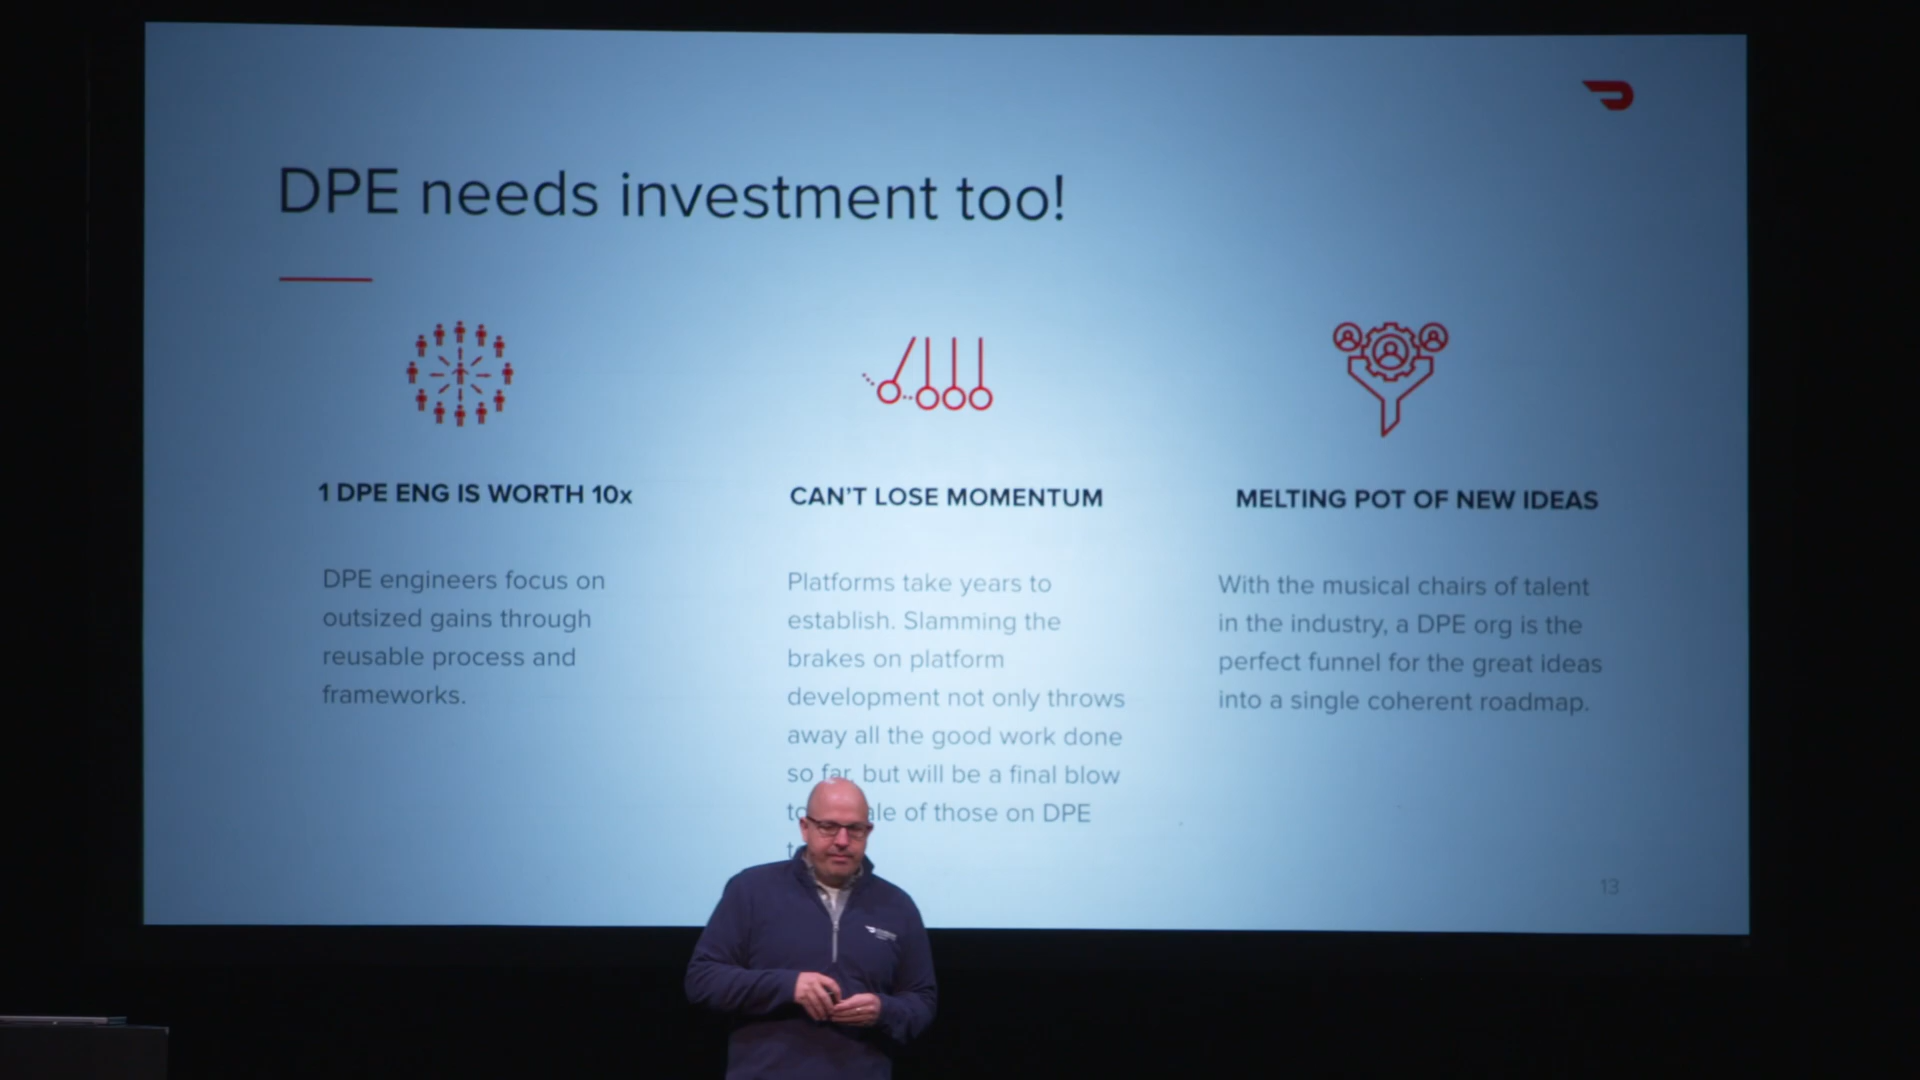 DPE needs investment too!
1 DPE ENG IS WORTH 10x
DPE engineers focus on
outsized gains through
reusable process and
frameworks.
CAN'T LOSE MOMENTUM
Platforms take years to
establish. Slamming the
brakes on platform
development not only throws
away all the good work done
so far, but will be a final blow
of those on DPE
MELTING POT OF NEW IDEAS
With the musical chairs of talent
in the industry, a DPE org is the
perfect funnel for the great ideas
into a single coherent roadmap.
13